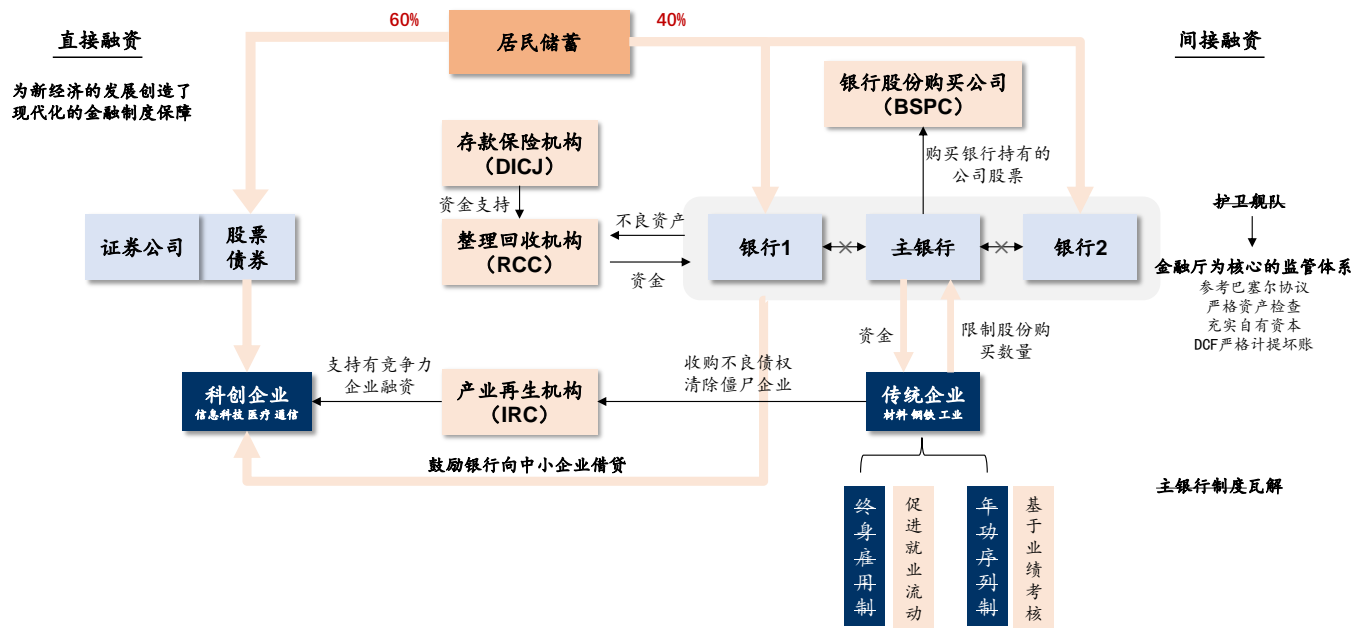 60%
40%
居民储蓄
直接融资
间接融资
为新经济的发展创造了
现代化的金融制度保障
银行股份购买公司
（BSPC）
存款保险机构
（DICJ）
购买银行持有的
公司股票
资金支持
护卫舰队
证券公司
股票
债券
整理回收机构
（RCC）
不良资产
资金
银行1
主银行
银行2
金融厅为核心的监管体系
参考巴塞尔协议
严格资产检查
充实自有资本
DCF严格计提坏账
资金
限制股份购
买数量
支持有竞争力
企业融资
收购不良债权
清除僵尸企业
科创企业
信息科技 医疗 通信
产业再生机构
（IRC）
传统企业
材料 钢铁 工业
鼓励银行向中小企业借贷
主银行制度瓦解
终身雇用制
促进就业流动
年功序列制
基于业绩考核